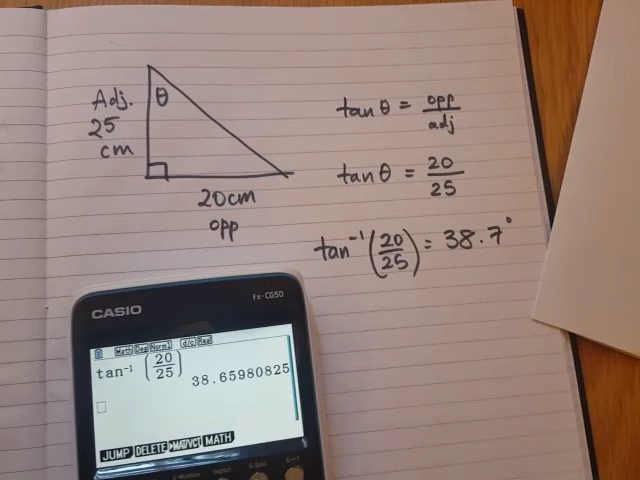 Adj.
25
cm
θ
20cm
opp
tan θ = opp/adj
tan θ = 20/25
tan⁻¹(20/25) = 38.7°
CASIO
fx-CG50
Math Deg Norm1 d/c Real
tan⁻¹ (20/25)
38.65980825
JUMP DELETE ▶MAT/VCT MATH